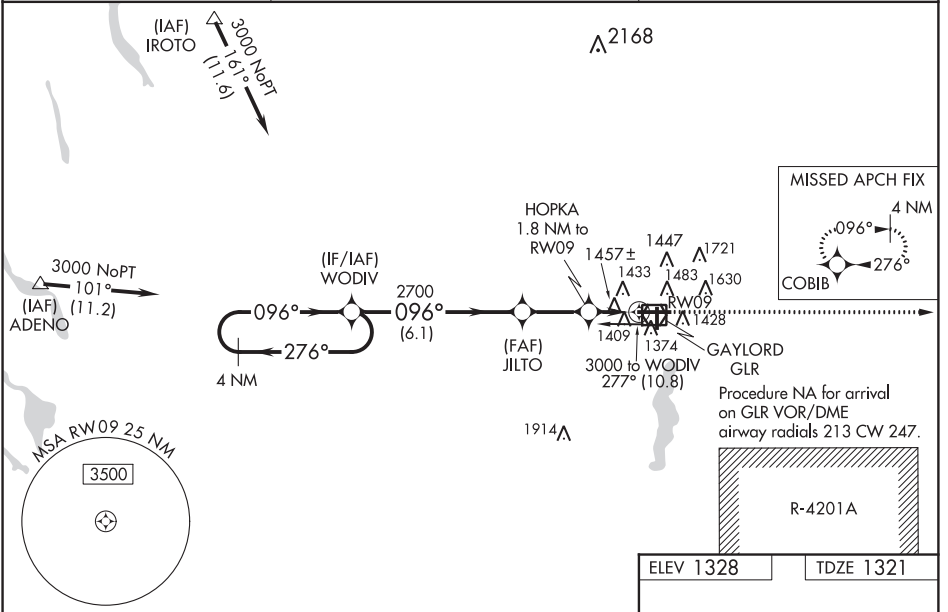 (IAF)
IROTO
3000 NoPT
161°
(11.6)
2168
MISSED APCH FIX
4 NM
096°
276°
COBIB
HOPKA
1.8 NM to
RW09
1457±
1433
1447
1721
1483
1630
(IF/IAF)
WODIV
3000 NoPT
101°
(11.2)
(IAF)
ADENO
096°
276°
4 NM
2700
096°
(6.1)
(FAF)
JILTO
RW09
1409
1428
1374
3000 to WODIV
277° (10.8)
GAYLORD
GLR
Procedure NA for arrival
on GLR VOR/DME
airway radials 213 CW 247.
1914
MSA RW09 25 NM
3500
R-4201A
ELEV 1328
TDZE 1321